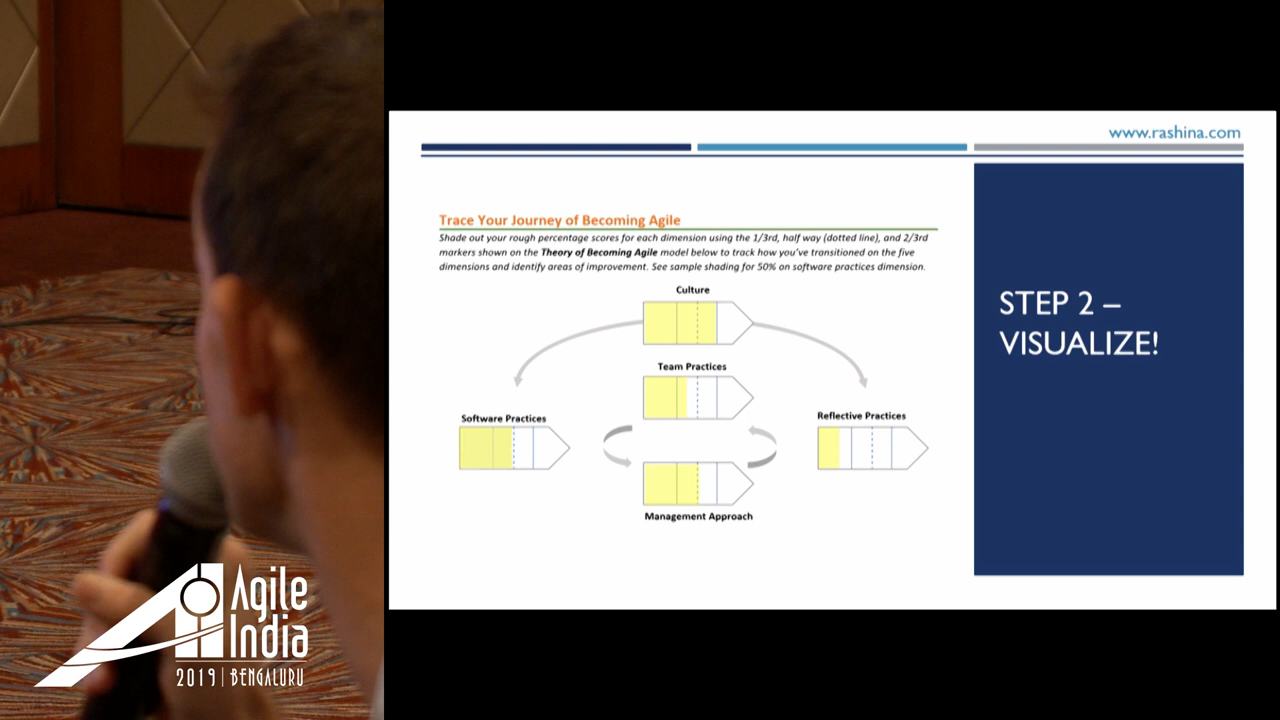 www.rashina.com
Trace Your Journey of Becoming Agile
Shade out your rough percentage scores for each dimension using the 1/3rd, half way (dotted line), and 2/3rd
markers shown on the Theory of Becoming Agile model below to track how you've transitioned on the five
dimensions and identify areas of improvement. See sample shading for 50% on software practices dimension.
Culture
Team Practices
Software Practices
Reflective Practices
Management Approach
STEP 2 –
VISUALIZE!
Agile
India
2019 | BENGALURU